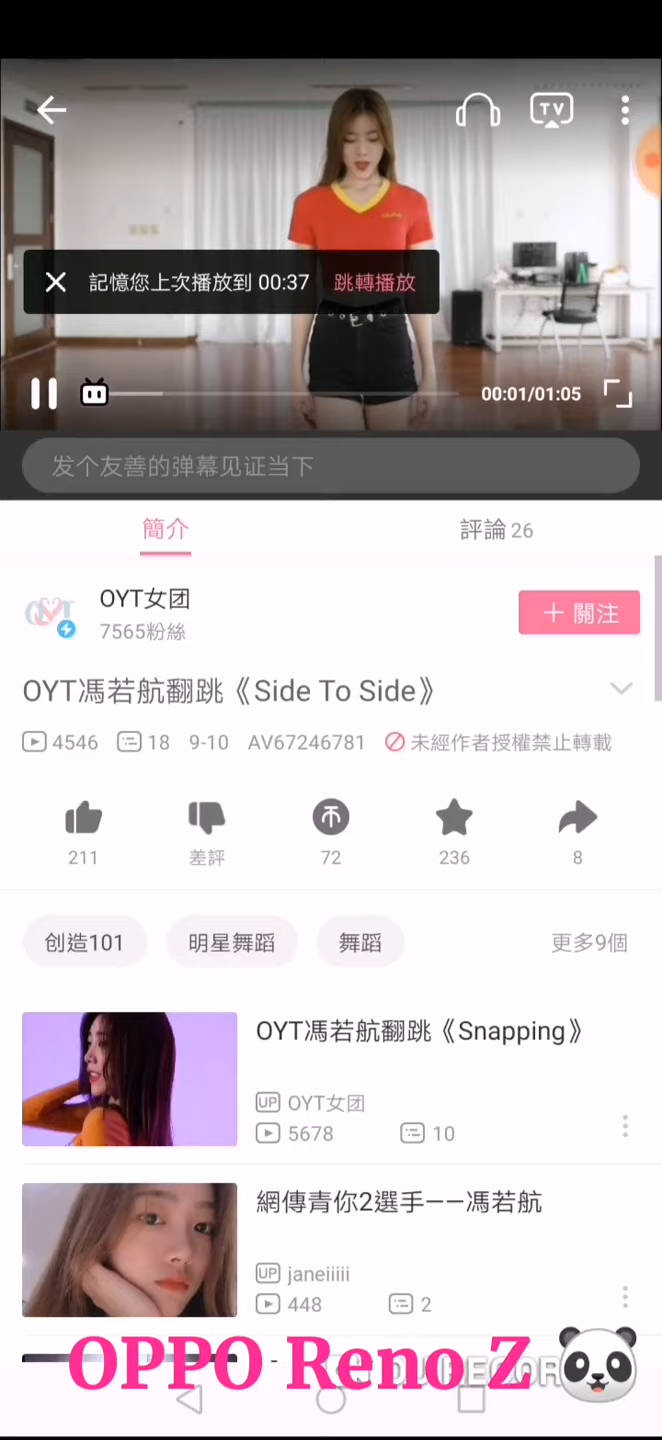 TV
記憶您上次播放到 00:37 跳轉播放
00:01/01:05
发个友善的弹幕见证当下
簡介
評論 26
OYT
OYT女团
7565粉絲
＋ 關注
OYT馮若航翻跳《Side To Side》
4546 18 9-10 AV67246781 未經作者授權禁止轉載
211 差評 72 236 8
创造101 明星舞蹈 舞蹈 更多9個
OYT馮若航翻跳《Snapping》
UP OYT女团
5678 10
網傳青你2選手——馮若航
UP janeiiiii
448 2
OPPO Reno Z